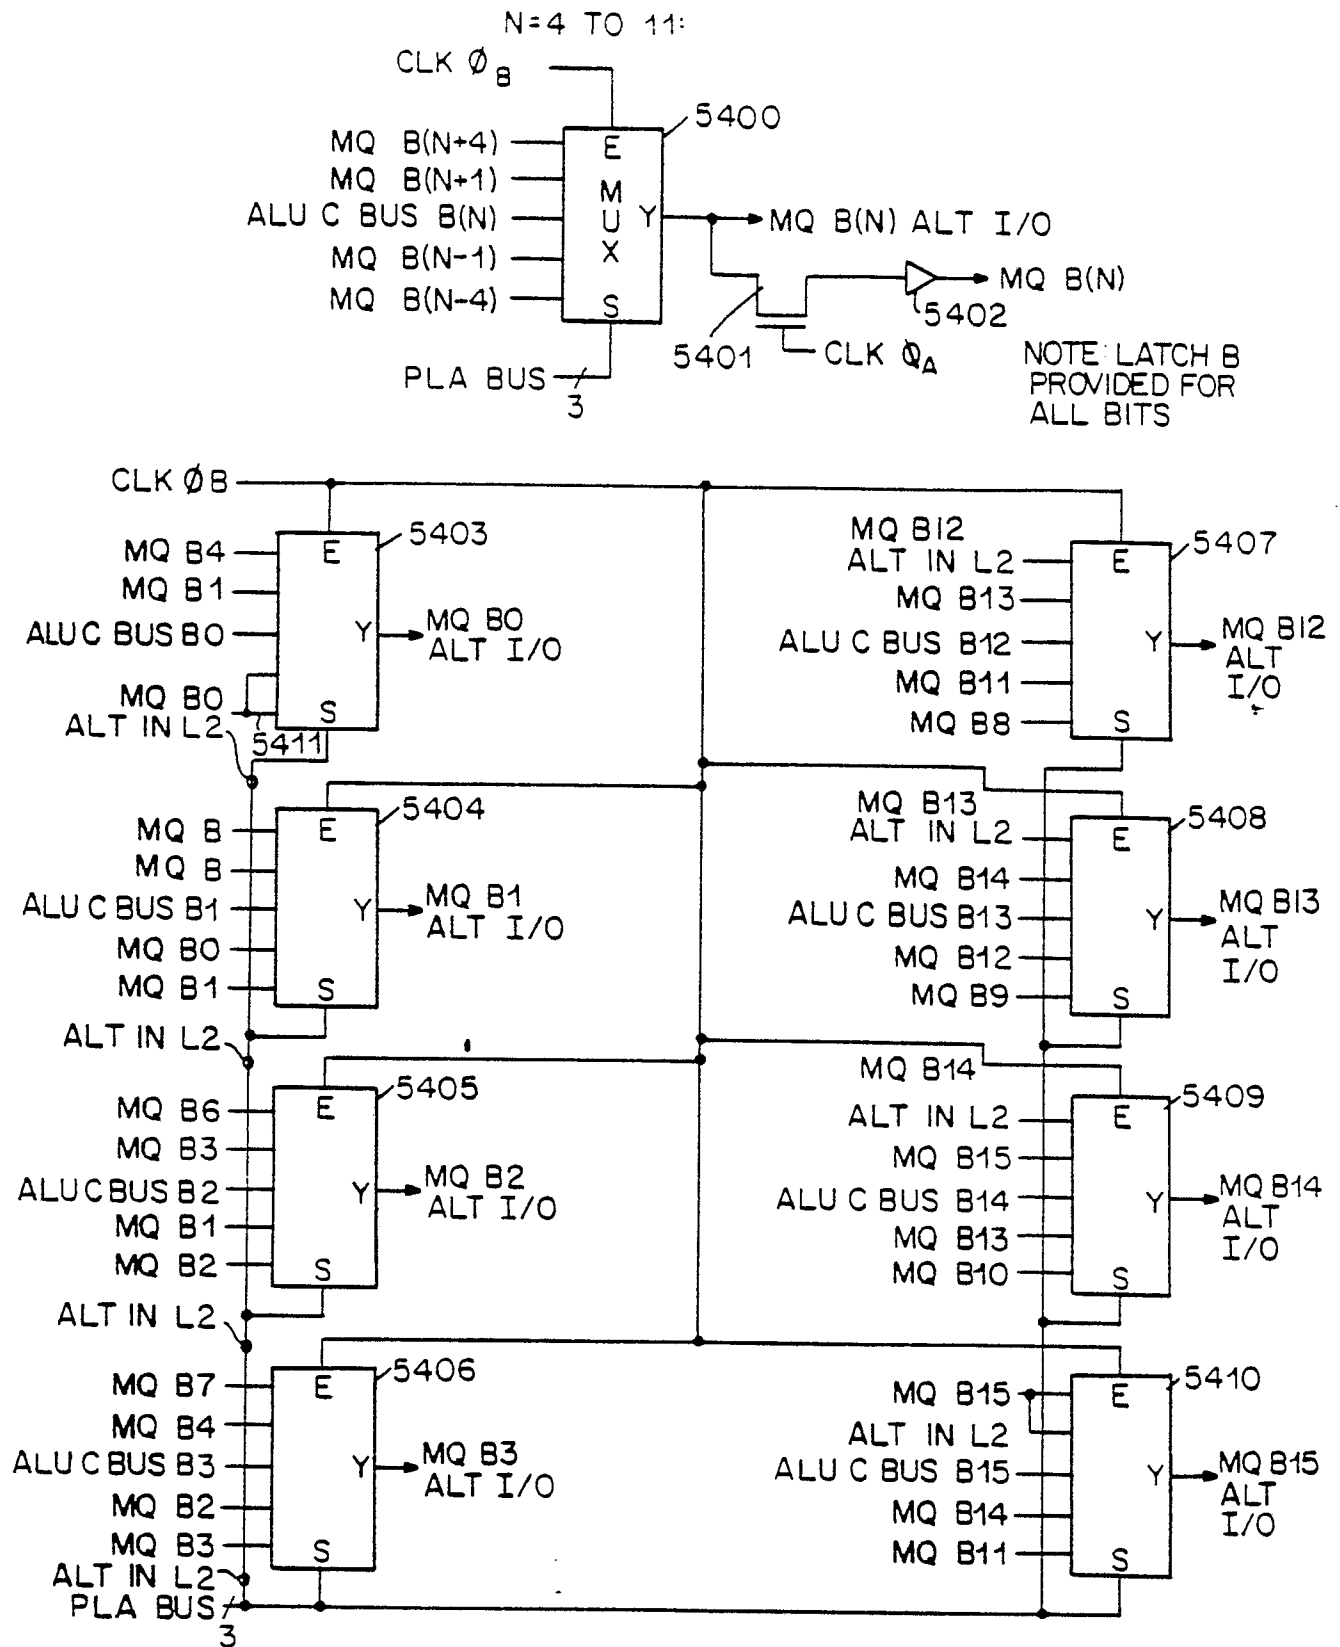 N=4 TO 11:
CLK ØB
5400
MQ B(N+4)
MQ B(N+1)
ALU C BUS B(N)
MQ B(N-1)
MQ B(N-4)
E
MUX
Y
S
MQ B(N) ALT I/O
MQ B(N)
5402
5401
CLK ØA
PLA BUS
3
NOTE: LATCH B
PROVIDED FOR
ALL BITS
CLK ØB
5403
MQ B4
MQ B1
ALU C BUS B0
MQ B0
ALT IN L2
5411
E
Y
S
MQ B0
ALT I/O
5404
MQ B
MQ B
ALU C BUS B1
MQ B0
MQ B1
ALT IN L2
E
Y
S
MQ B1
ALT I/O
5405
MQ B6
MQ B3
ALU C BUS B2
MQ B1
MQ B2
ALT IN L2
E
Y
S
MQ B2
ALT I/O
5406
MQ B7
MQ B4
ALU C BUS B3
MQ B2
MQ B3
ALT IN L2
PLA BUS
3
E
Y
S
MQ B3
ALT I/O
5407
MQ B12
ALT IN L2
MQ B13
ALU C BUS B12
MQ B11
MQ B8
E
Y
S
MQ B12
ALT
I/O
5408
MQ B13
ALT IN L2
MQ B14
ALU C BUS B13
MQ B12
MQ B9
E
Y
S
MQ B13
ALT
I/O
5409
MQ B14
ALT IN L2
MQ B15
ALU C BUS B14
MQ B13
MQ B10
E
Y
S
MQ B14
ALT
I/O
5410
MQ B15
ALT IN L2
ALU C BUS B15
MQ B14
MQ B11
E
Y
S
MQ B15
ALT
I/O